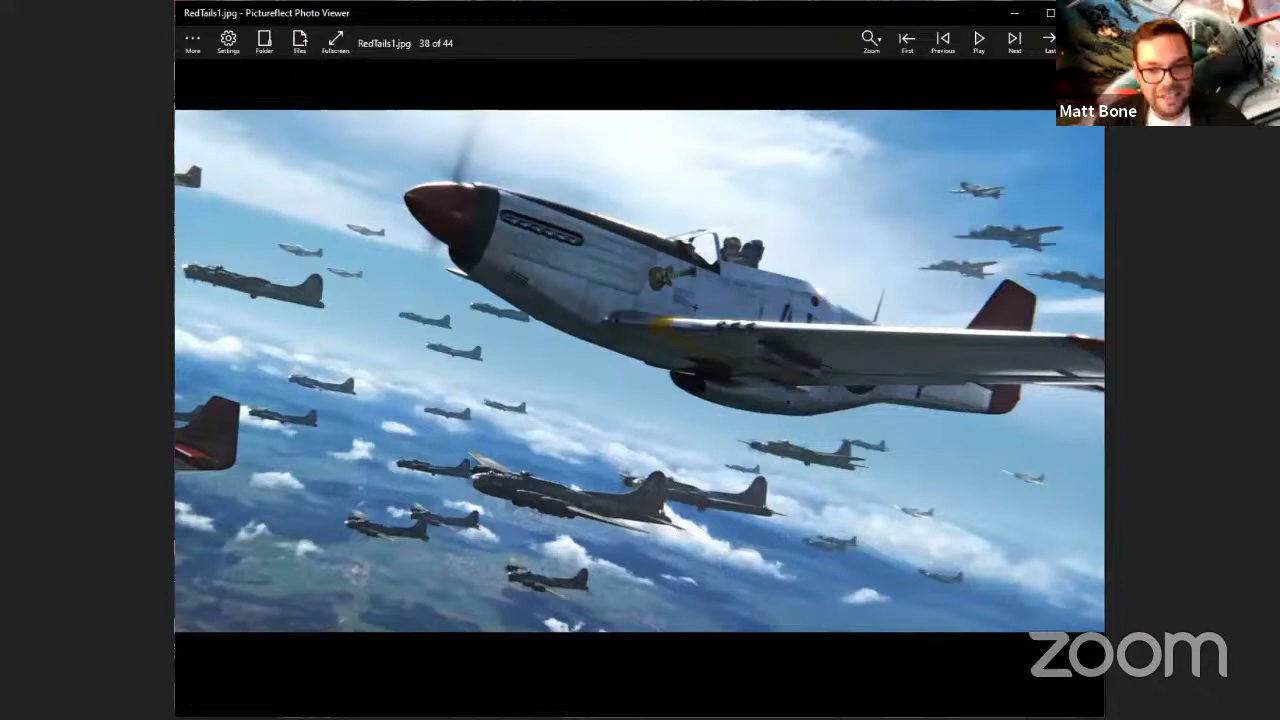 RedTails1.jpg - Pictureflect Photo Viewer
More
Settings
Folder
Files
Fullscreen
RedTails1.jpg 38 of 44
Zoom
First
Previous
Play
Next
Last
Matt Bone
zoom